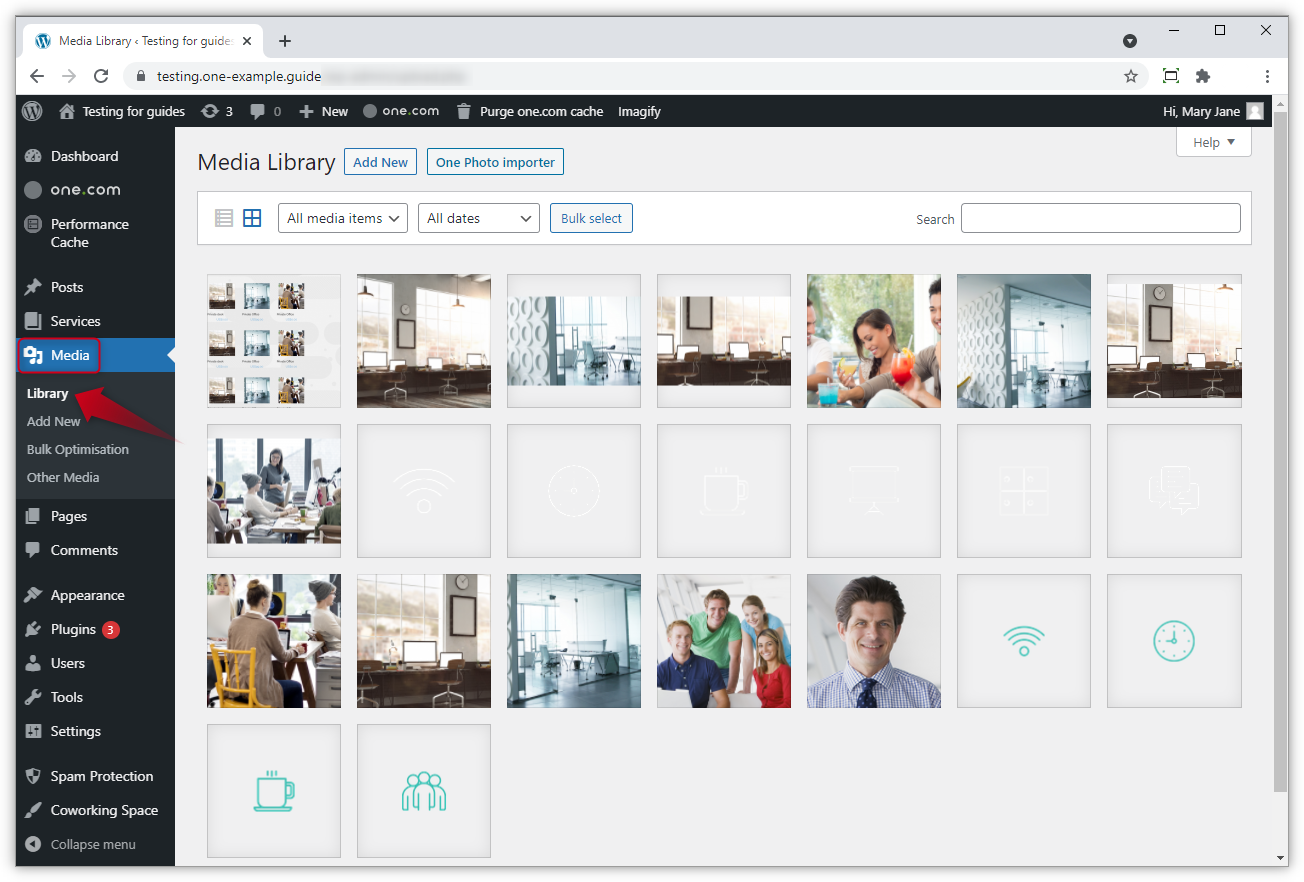 Media Library ‹ Testing for guides
testing.one-example.guide
Testing for guides 3 0 New one.com Purge one.com cache Imagify Hi, Mary Jane
Help
Dashboard
one.com
Performance
Cache
Posts
Services
Media
Library
Add New
Bulk Optimisation
Other Media
Pages
Comments
Appearance
Plugins 3
Users
Tools
Settings
Spam Protection
Coworking Space
Collapse menu
Media Library Add New One Photo importer
All media items All dates Bulk select Search